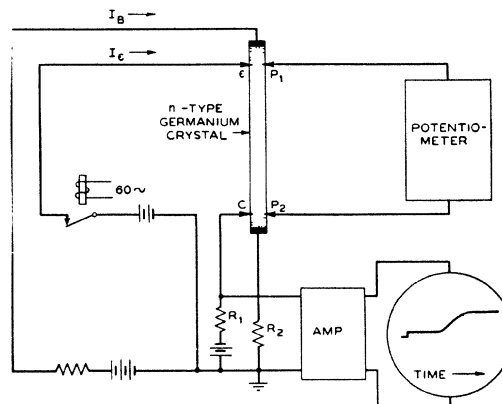 I_B →
I_ε →
ε P_1
n-TYPE
GERMANIUM
CRYSTAL
POTENTIO-
METER
60~
C P_2
R_1
R_2
AMP
TIME →